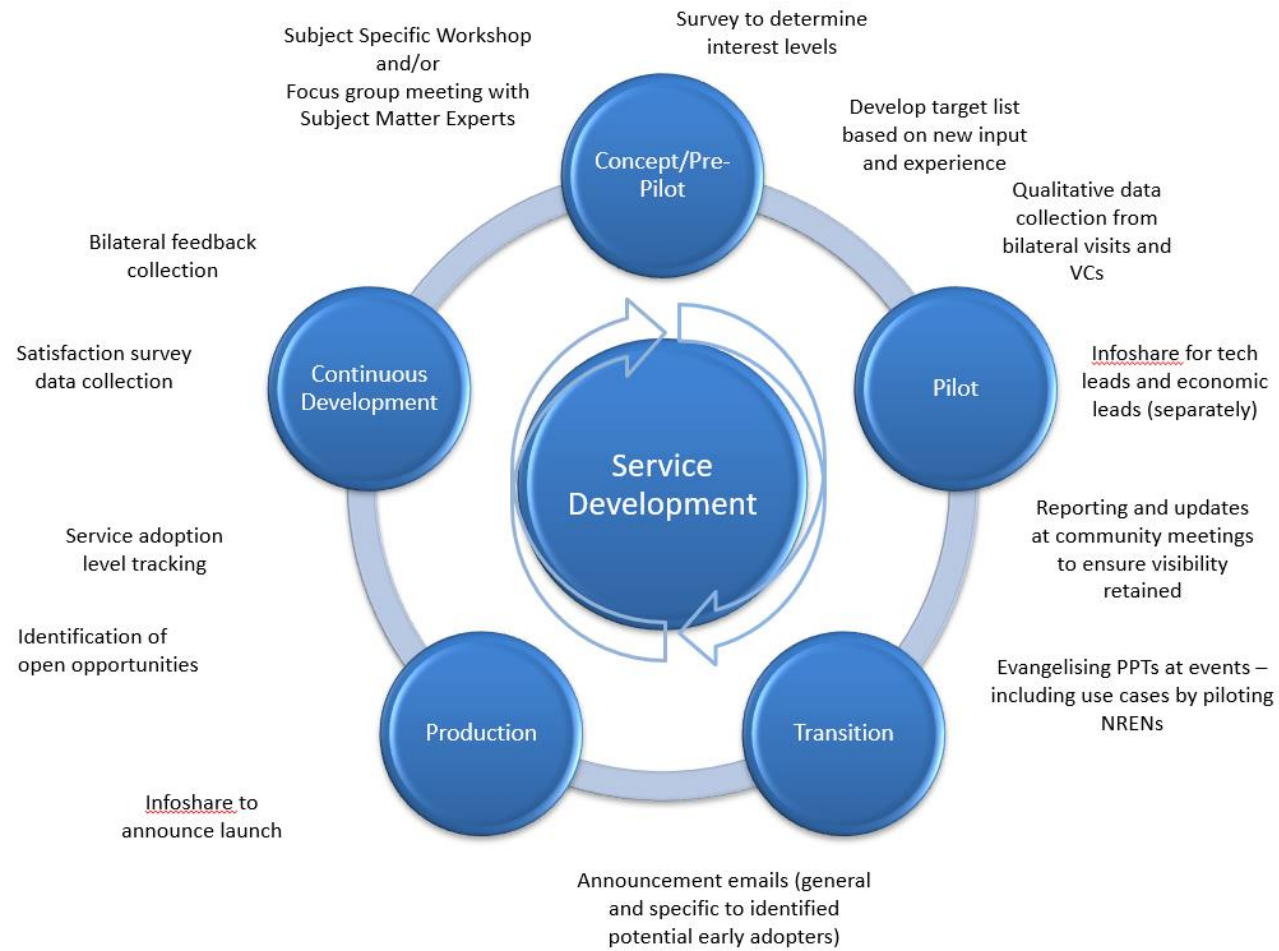 Survey to determine
interest levels
Subject Specific Workshop
and/or
Focus group meeting with
Subject Matter Experts
Concept/Pre-
Pilot
Develop target list
based on new input
and experience
Qualitative data
collection from
bilateral visits and
VCs
Pilot
Infoshare for tech
leads and economic
leads (separately)
Reporting and updates
at community meetings
to ensure visibility
retained
Evangelising PPTs at events –
including use cases by piloting
NRENs
Transition
Announcement emails (general
and specific to identified
potential early adopters)
Production
Infoshare to
announce launch
Identification of
open opportunities
Service adoption
level tracking
Continuous
Development
Satisfaction survey
data collection
Bilateral feedback
collection
Service
Development